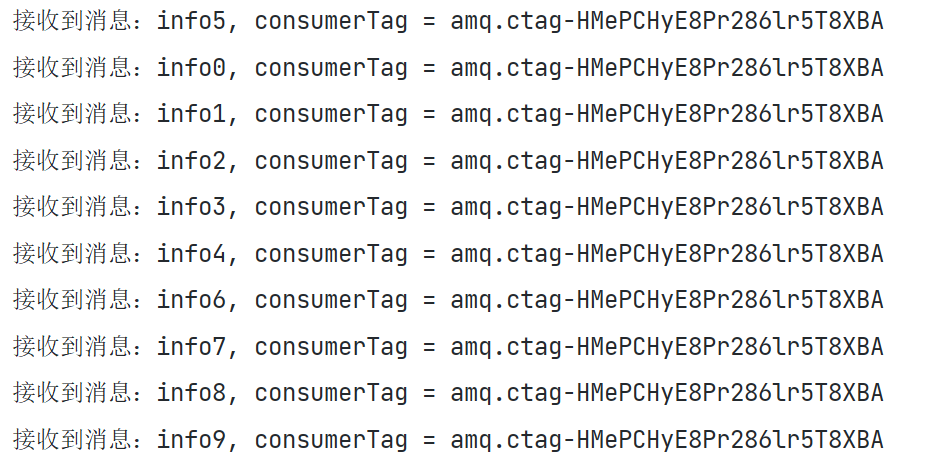 接收到消息：info5, consumerTag = amq.ctag-HMePCHyE8Pr286lr5T8XBA
接收到消息：info0, consumerTag = amq.ctag-HMePCHyE8Pr286lr5T8XBA
接收到消息：info1, consumerTag = amq.ctag-HMePCHyE8Pr286lr5T8XBA
接收到消息：info2, consumerTag = amq.ctag-HMePCHyE8Pr286lr5T8XBA
接收到消息：info3, consumerTag = amq.ctag-HMePCHyE8Pr286lr5T8XBA
接收到消息：info4, consumerTag = amq.ctag-HMePCHyE8Pr286lr5T8XBA
接收到消息：info6, consumerTag = amq.ctag-HMePCHyE8Pr286lr5T8XBA
接收到消息：info7, consumerTag = amq.ctag-HMePCHyE8Pr286lr5T8XBA
接收到消息：info8, consumerTag = amq.ctag-HMePCHyE8Pr286lr5T8XBA
接收到消息：info9, consumerTag = amq.ctag-HMePCHyE8Pr286lr5T8XBA